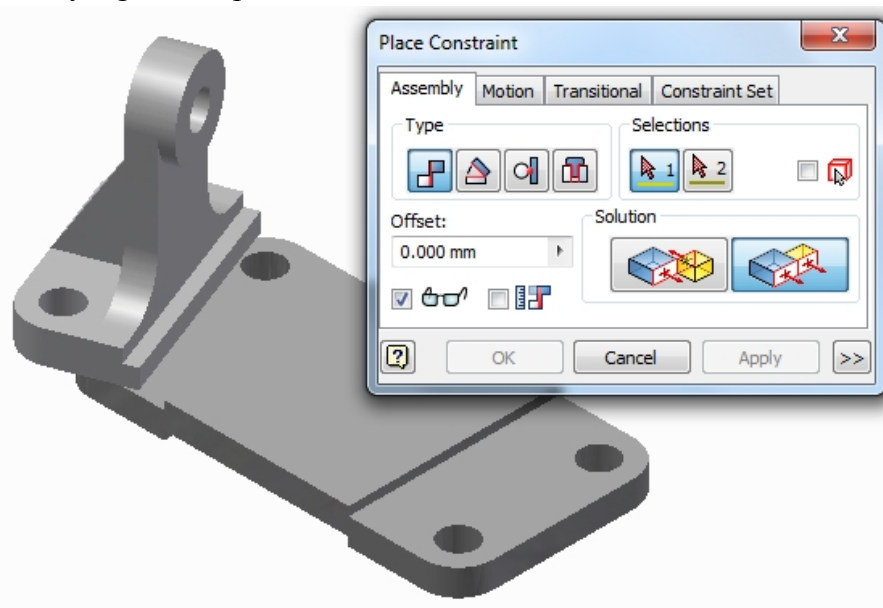 Place Constraint
Assembly Motion Transitional Constraint Set
Type Selections
1 2
Offset: Solution
0.000 mm
? OK Cancel Apply >>